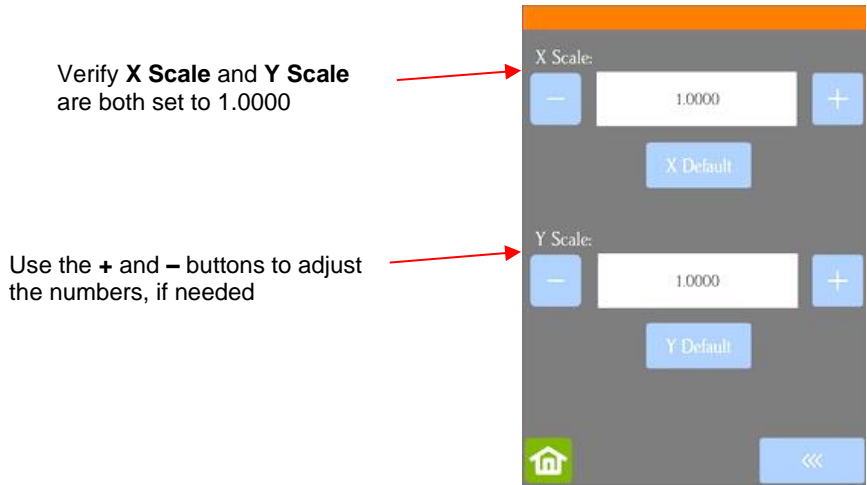 Verify X Scale and Y Scale
are both set to 1.0000
X Scale:
− 1.0000 +
X Default
Use the + and – buttons to adjust
the numbers, if needed
Y Scale:
− 1.0000 +
Y Default
<<<